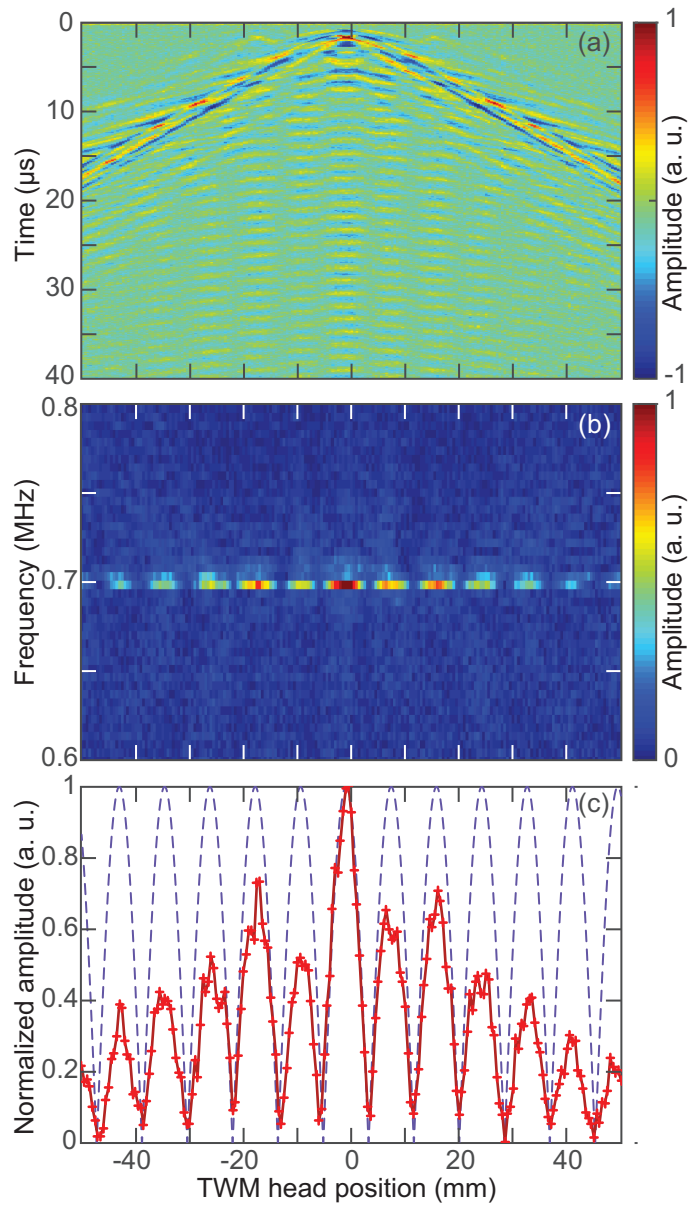 0
10
20
30
40
Time (µs)
(a)
1
-1
Amplitude (a. u.)
0.8
0.7
0.6
Frequency (MHz)
(b)
1
0
Amplitude (a. u.)
1
0.8
0.6
0.4
0.2
0
Normalized amplitude (a. u.)
(c)
-40 -20 0 20 40
TWM head position (mm)